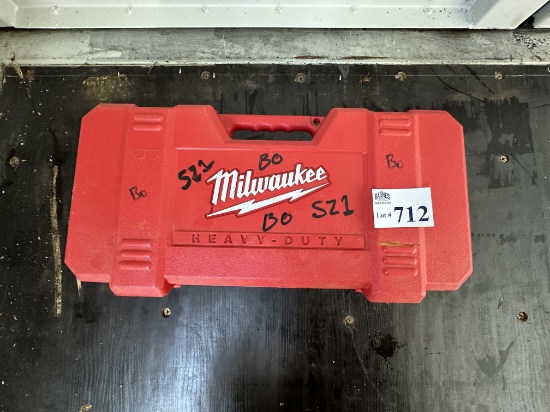 BO
S21
Milwaukee
BO
BO
BO
S21
Lot # 712
HEAVY-DUTY